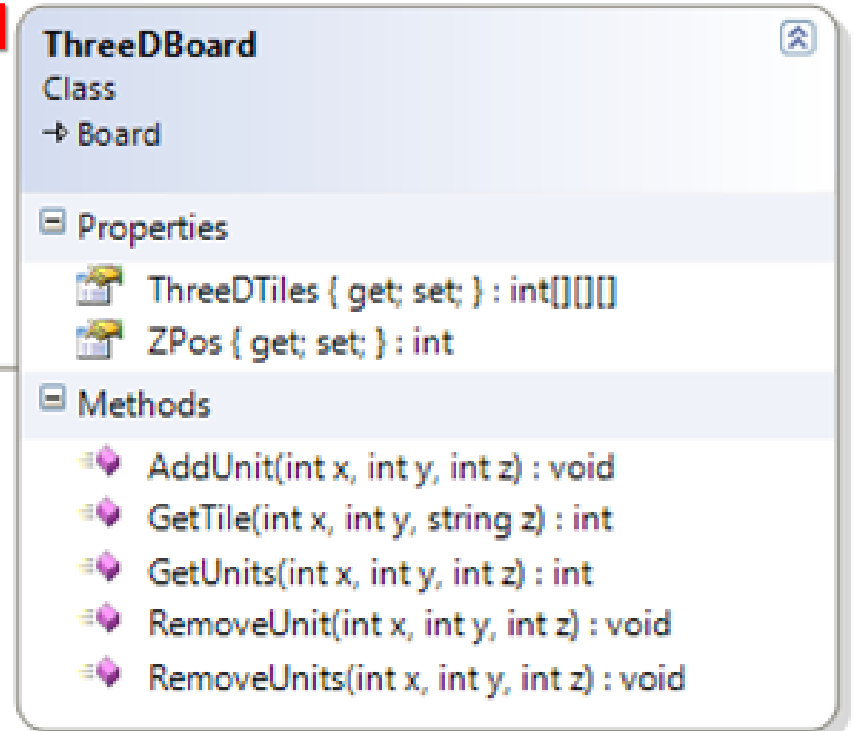 ThreeDBoard
Class
→ Board
Properties
ThreeDTiles { get; set; } : int[][][]
ZPos { get; set; } : int
Methods
AddUnit(int x, int y, int z) : void
GetTile(int x, int y, string z) : int
GetUnits(int x, int y, int z) : int
RemoveUnit(int x, int y, int z) : void
RemoveUnits(int x, int y, int z) : void